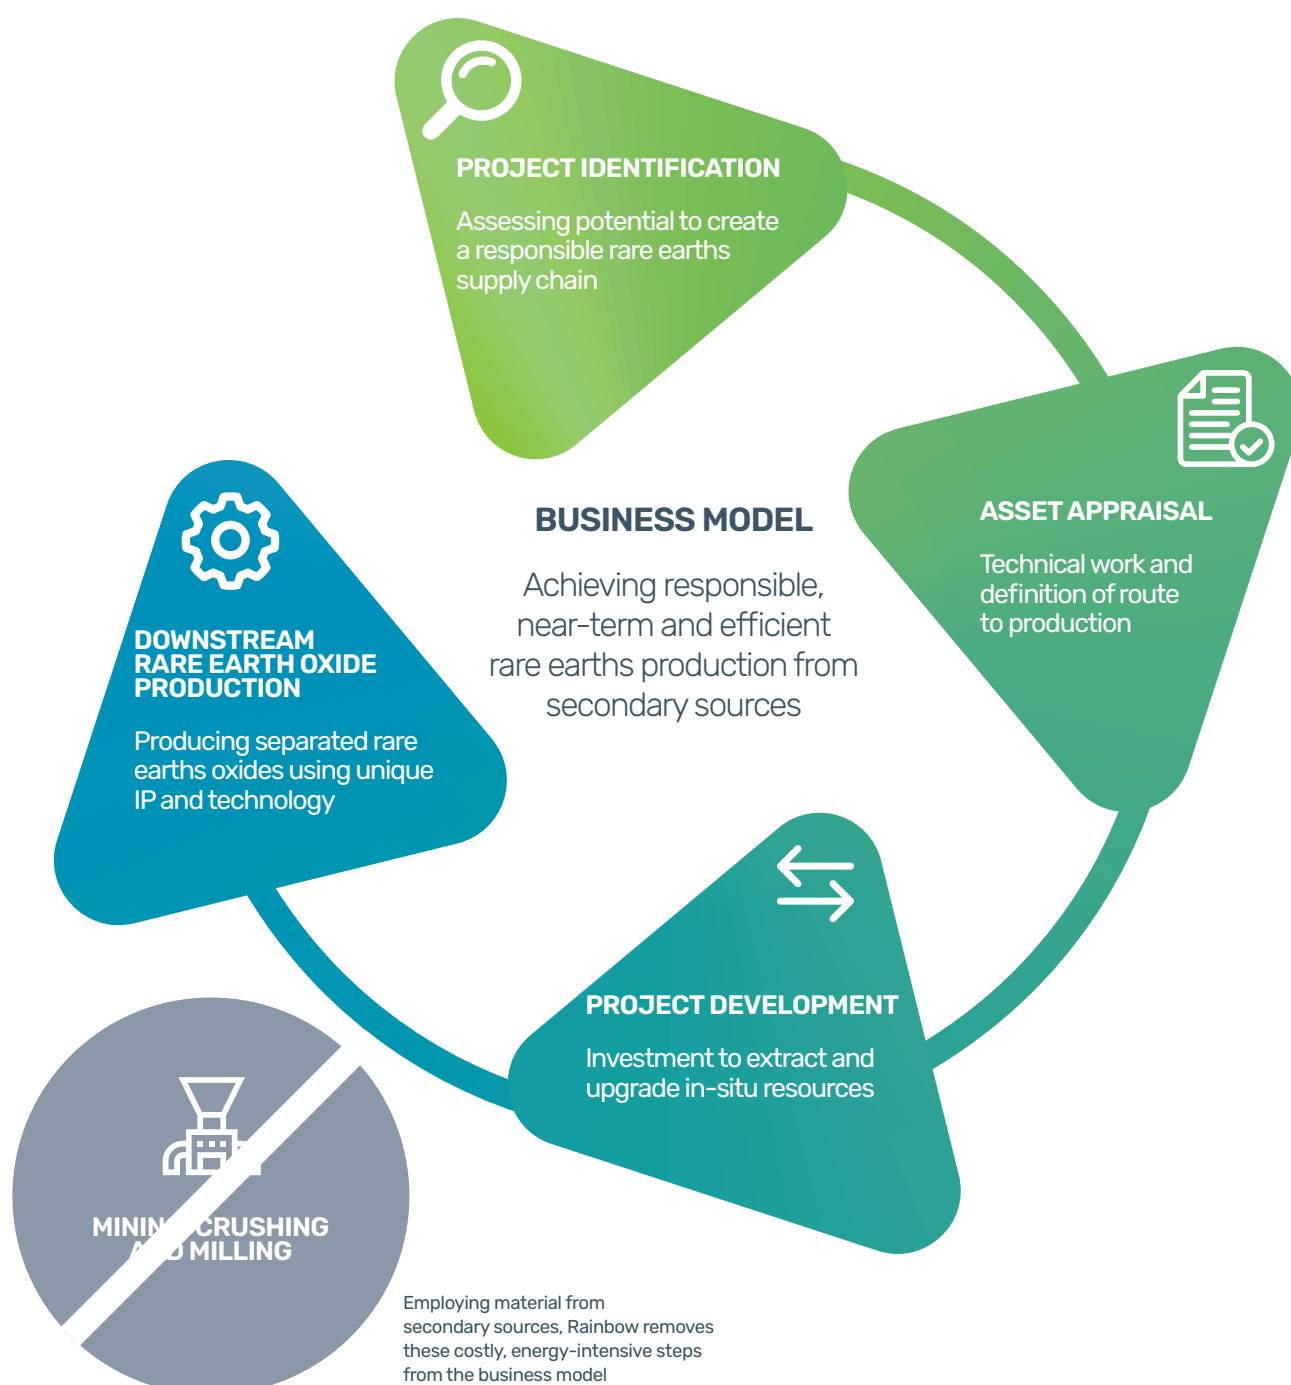 PROJECT IDENTIFICATION
Assessing potential to create
a responsible rare earths
supply chain
ASSET APPRAISAL
Technical work and
definition of route
to production
BUSINESS MODEL
Achieving responsible,
near-term and efficient
rare earths production from
secondary sources
DOWNSTREAM
RARE EARTH OXIDE
PRODUCTION
Producing separated rare
earths oxides using unique
IP and technology
PROJECT DEVELOPMENT
Investment to extract and
upgrade in-situ resources
MINING CRUSHING
AND MILLING
Employing material from
secondary sources, Rainbow removes
these costly, energy-intensive steps
from the business model